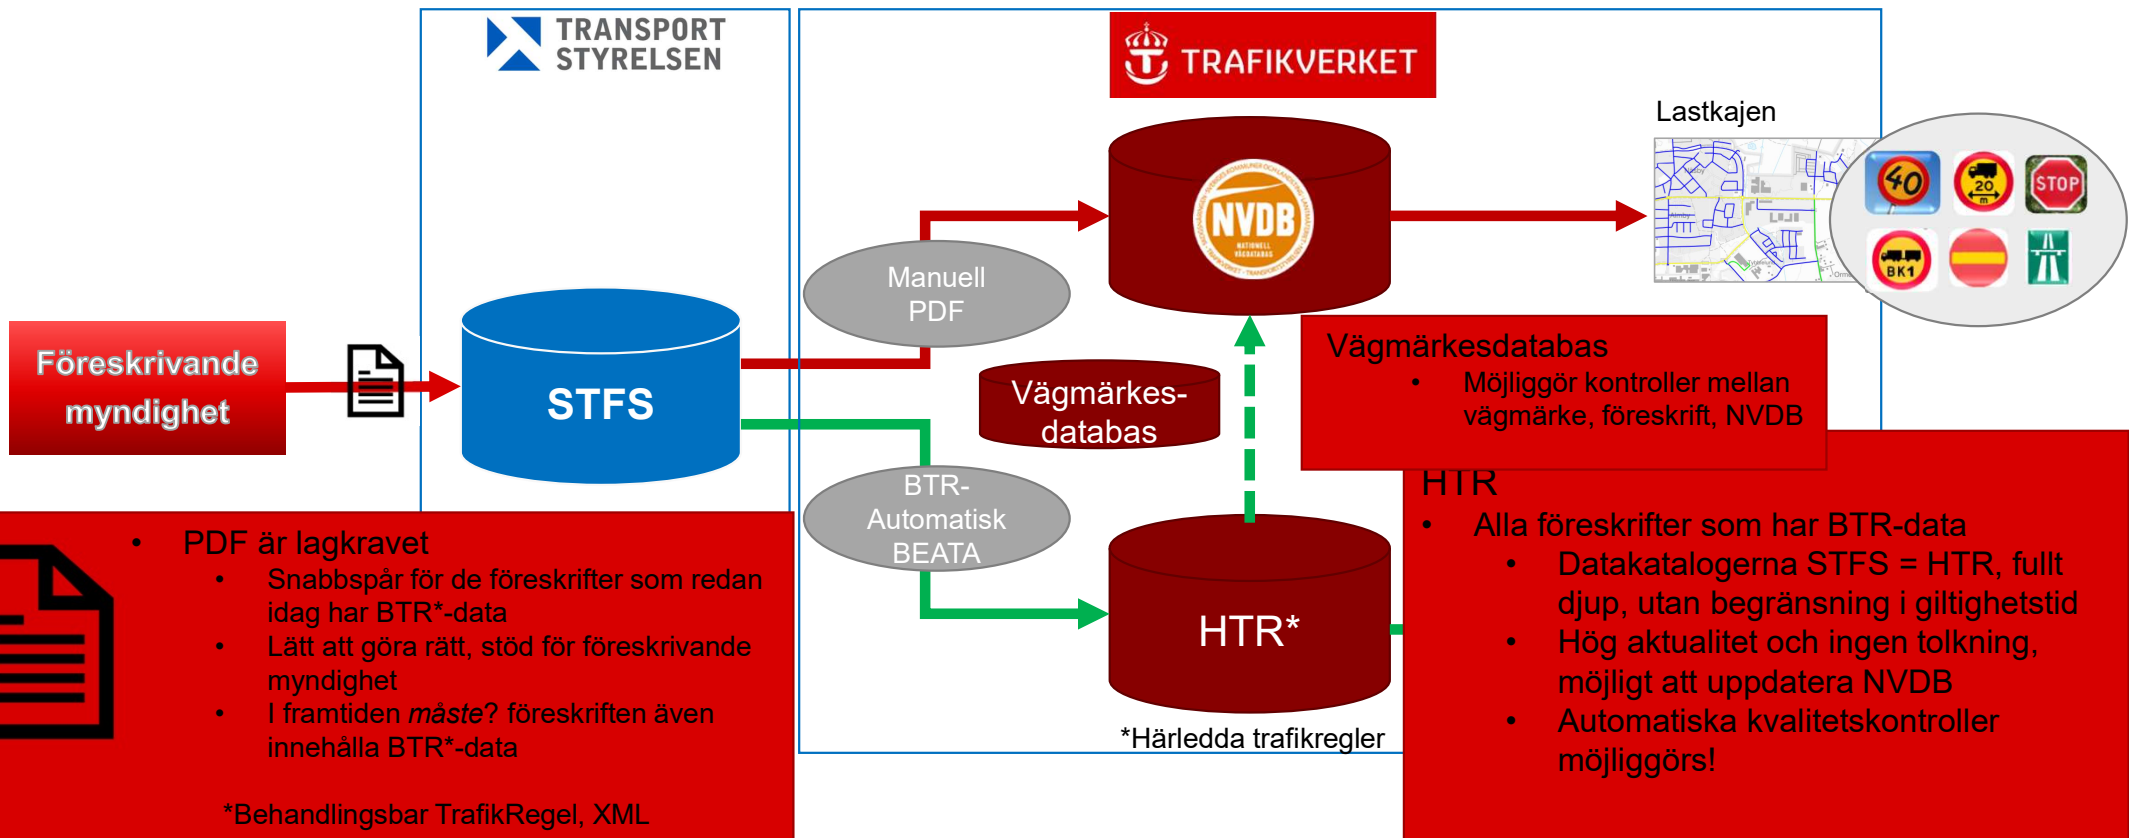 TRANSPORT
STYRELSEN
TRAFIKVERKET
Lastkajen
40
20
m
STOP
BK1
NVDB
NATIONELL
VÄGDATABAS
Manuell
PDF
Föreskrivande
myndighet
STFS
Vägmärkes-
databas
Vägmärkesdatabas
• Möjliggör kontroller mellan
vägmärke, föreskrift, NVDB
BTR-
Automatisk
BEATA
HTR*
*Härledda trafikregler
HTR
• Alla föreskrifter som har BTR-data
• Datakatalogerna STFS = HTR, fullt
djup, utan begränsning i giltighetstid
• Hög aktualitet och ingen tolkning,
möjligt att uppdatera NVDB
• Automatiska kvalitetskontroller
möjliggörs!
• PDF är lagkravet
• Snabbspår för de föreskrifter som redan
idag har BTR*-data
• Lätt att göra rätt, stöd för föreskrivande
myndighet
• I framtiden måste? föreskriften även
innehålla BTR*-data
*Behandlingsbar TrafikRegel, XML